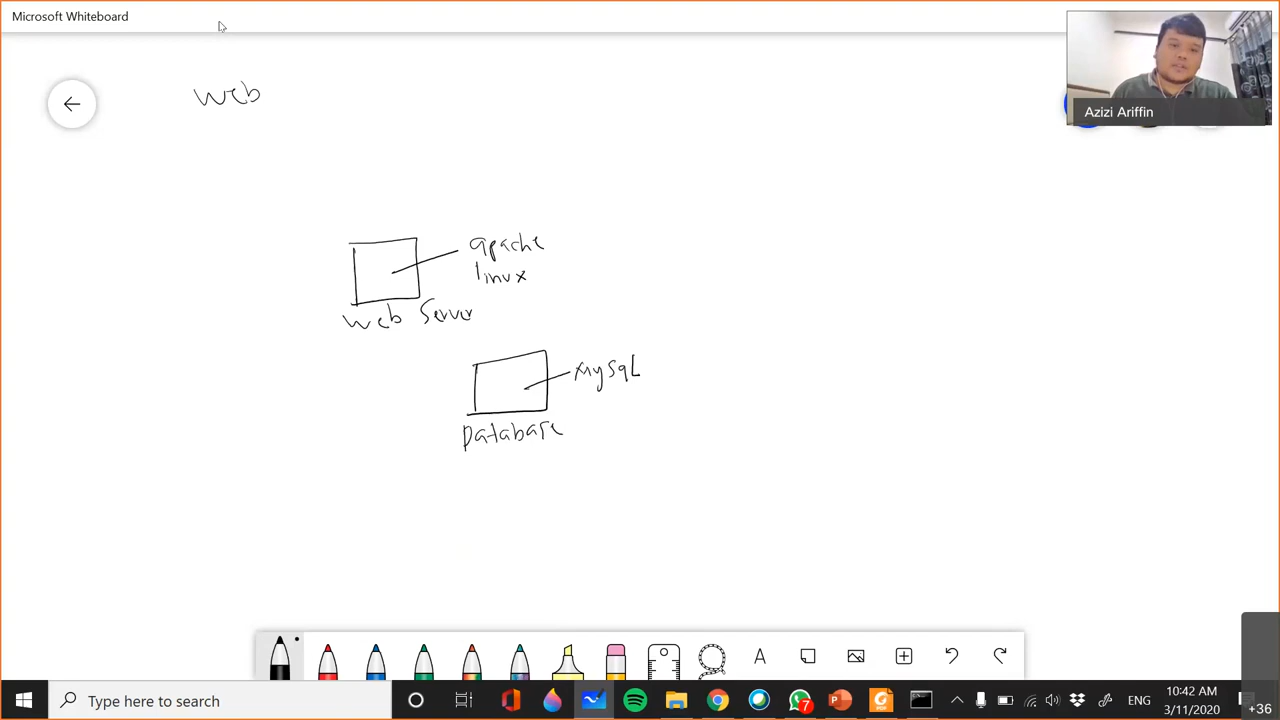 Microsoft Whiteboard
Web
Azizi Ariffin
apache
linux
Web Server
MySQL
Database
A
Type here to search
7
ENG
10:42 AM
3/11/2020
+36